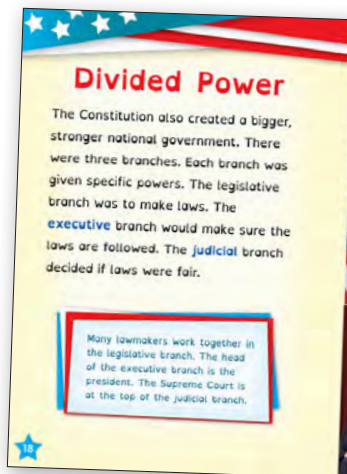 Divided Power
The Constitution also created a bigger,
stronger national government. There
were three branches. Each branch was
given specific powers. The legislative
branch was to make laws. The
executive branch would make sure the
laws are followed. The judicial branch
decided if laws were fair.
Many lawmakers work together in
the legislative branch. The head
of the executive branch is the
president. The Supreme Court is
at the top of the judicial branch.
18